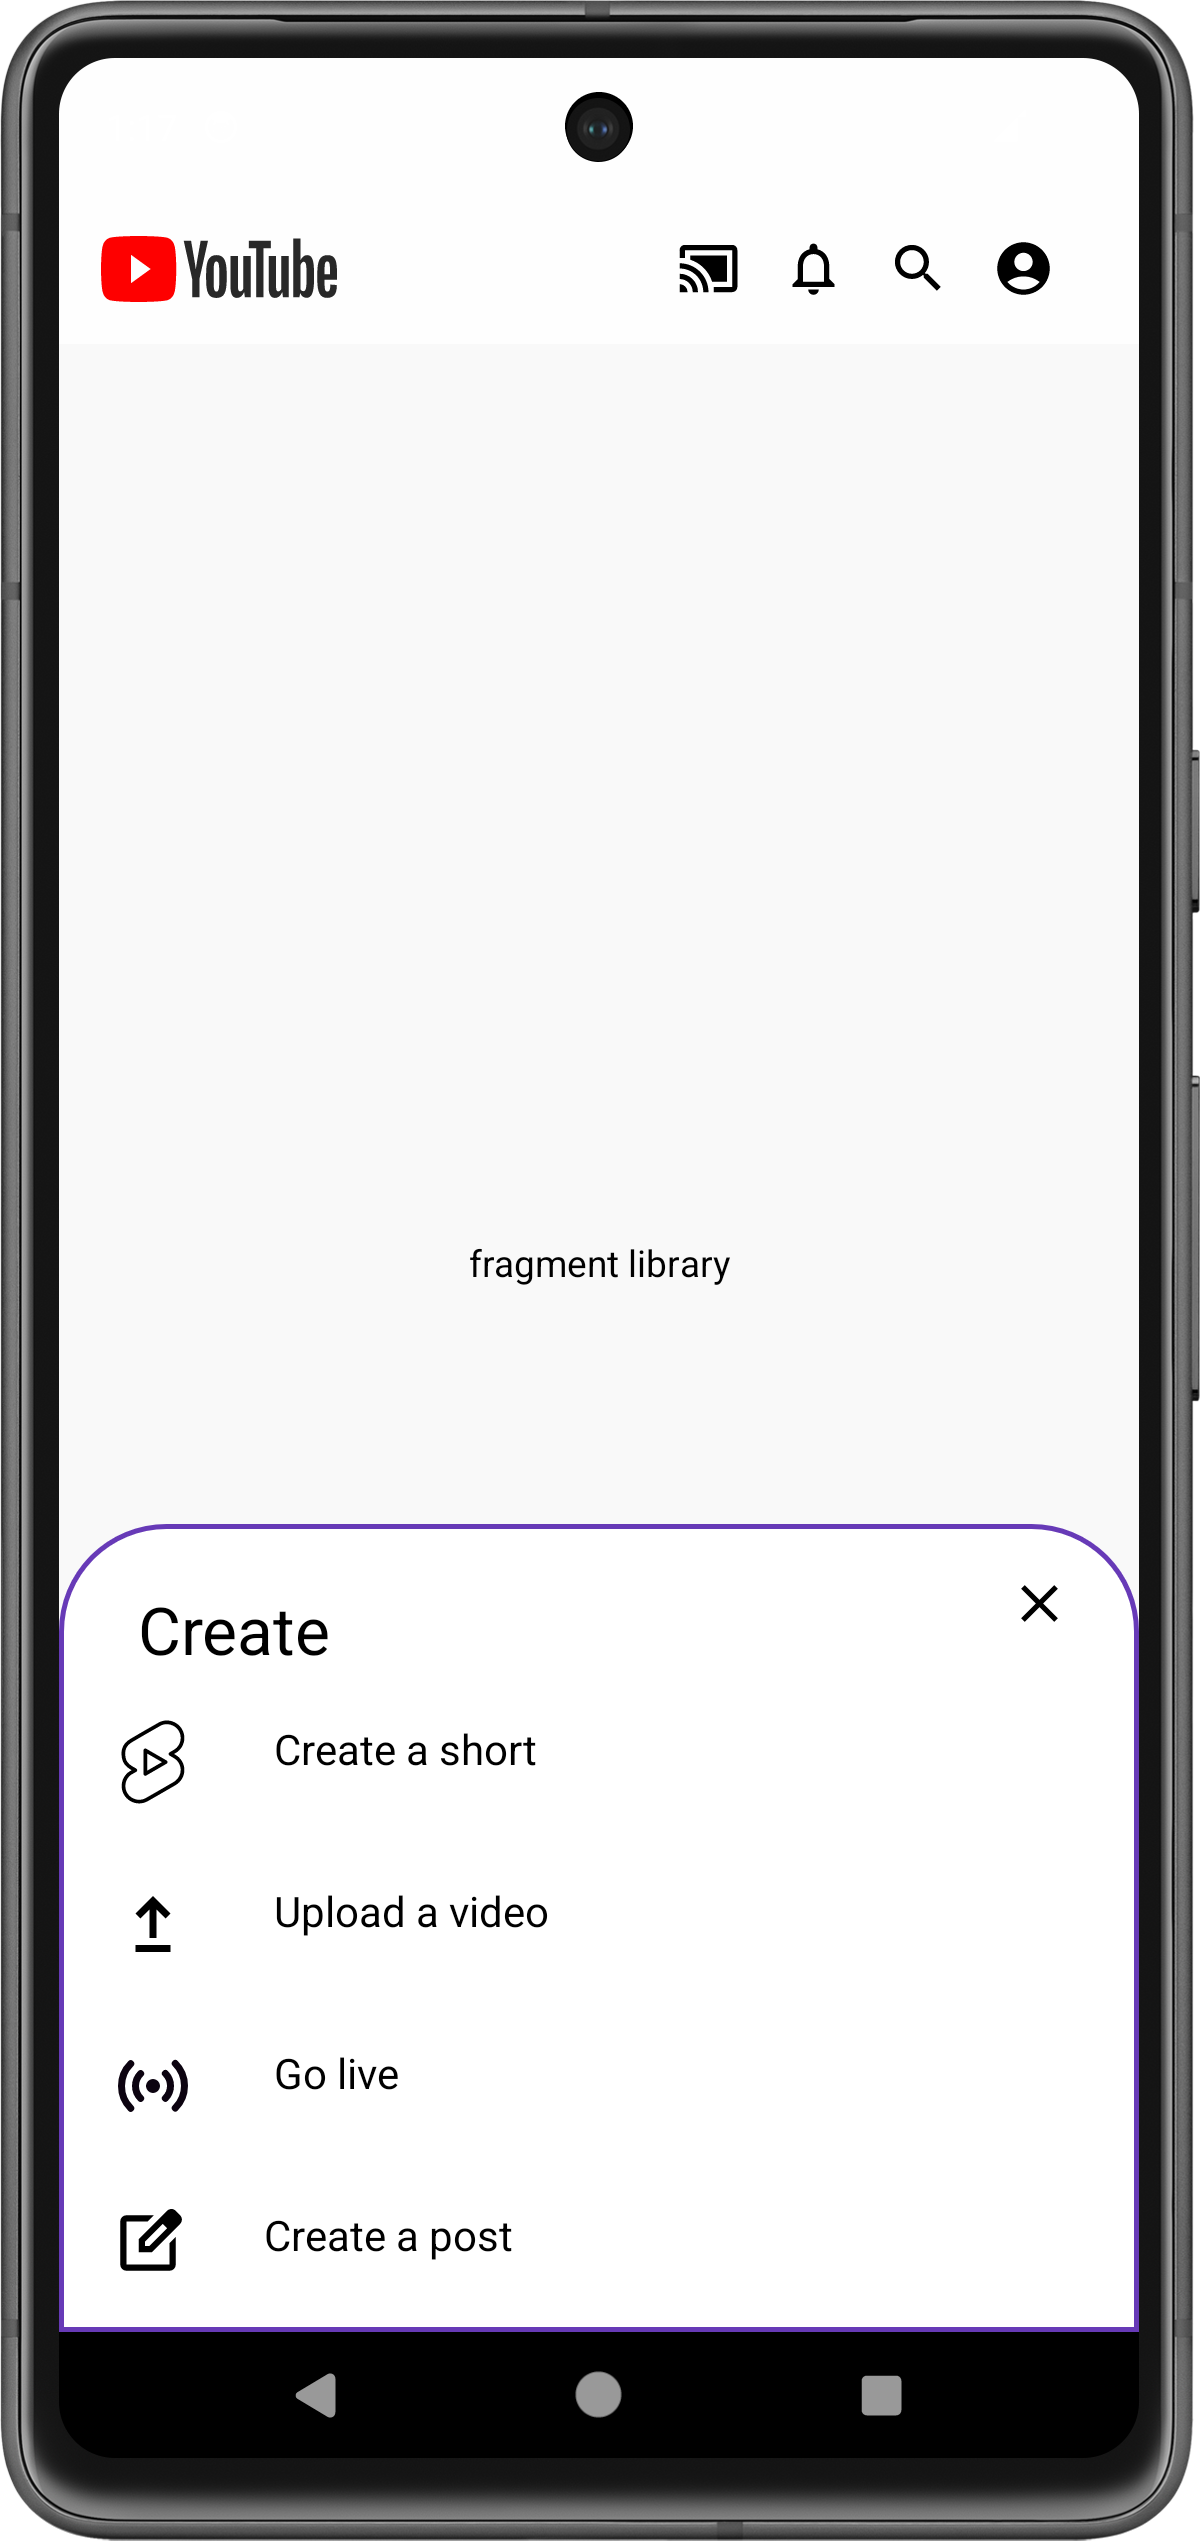 YouTube
fragment library
Create
Create a short
Upload a video
Go live
Create a post